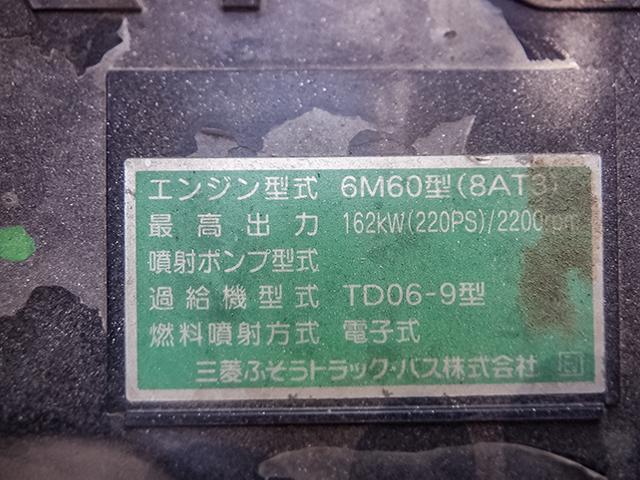 エンジン型式 6M60型(8AT3)
最高出力 162kW(220PS)/2200rpm
噴射ポンプ型式
過給機型式 TD06-9型
燃料噴射方式 電子式
三菱ふそうトラック・バス株式会社